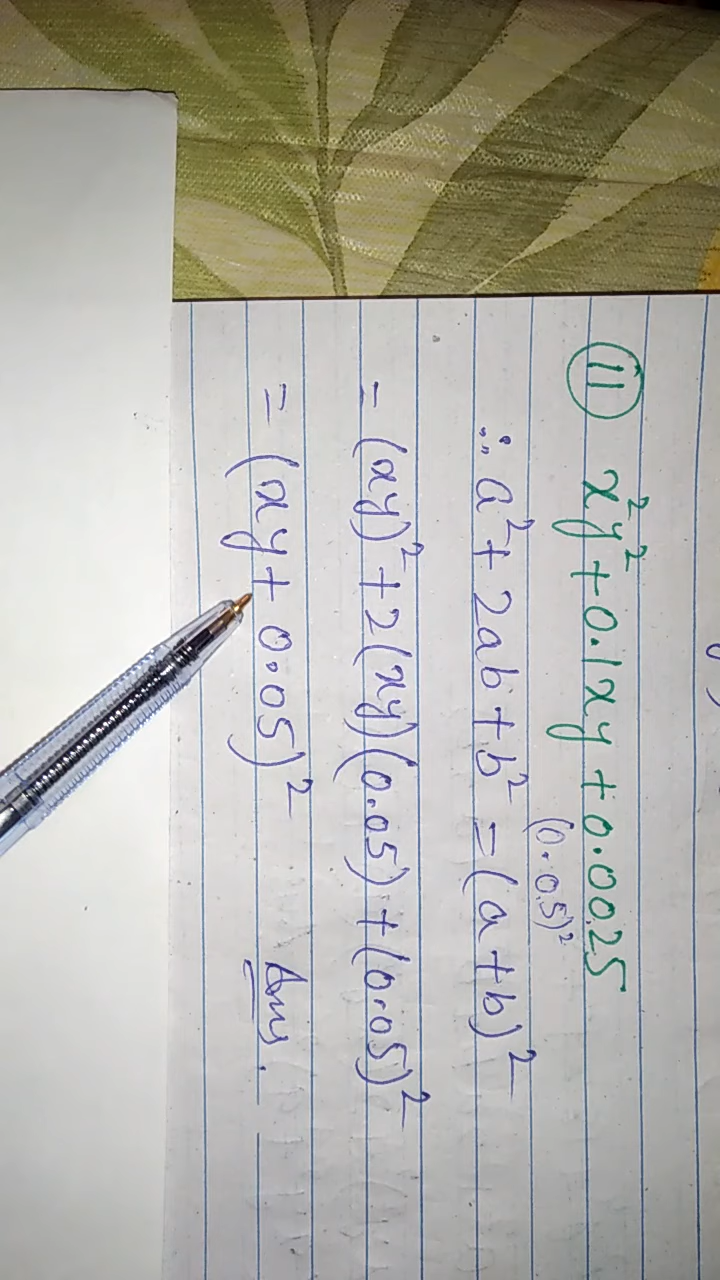 (11) x²y² + 0.1xy + 0.0025
(0.05)²
∴ a² + 2ab + b² = (a + b)²
= (xy)² + 2(xy)(0.05) + (0.05)²
= (xy + 0.05)² Ans.